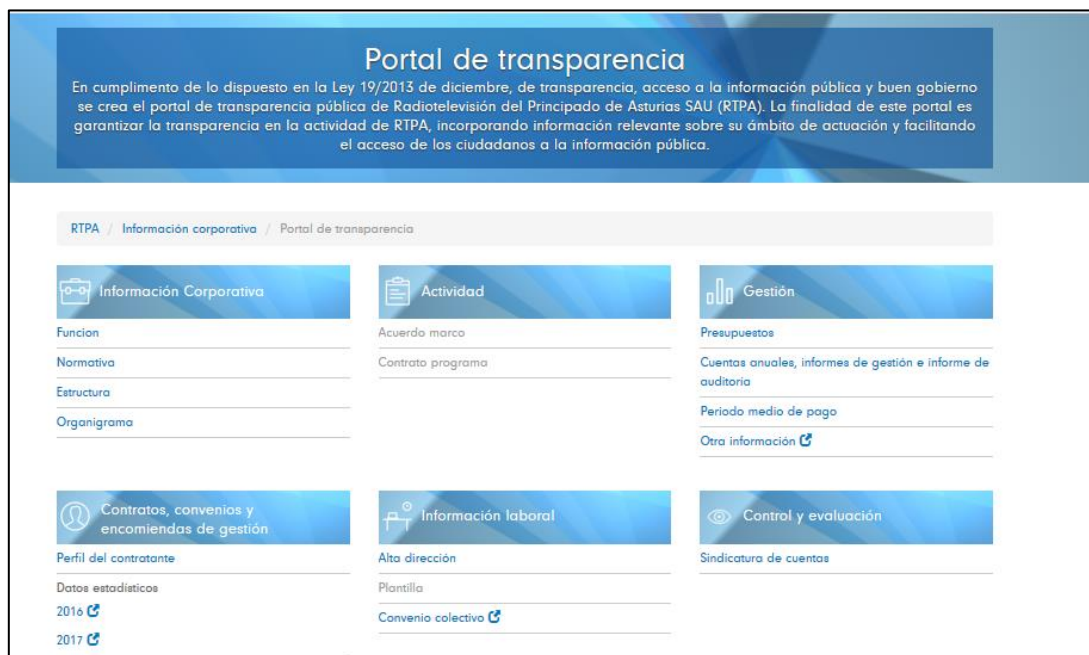 Portal de transparencia
En cumplimento de lo dispuesto en la Ley 19/2013 de diciembre, de transparencia, acceso a la información pública y buen gobierno
se crea el portal de transparencia pública de Radiotelevisión del Principado de Asturias SAU (RTPA). La finalidad de este portal es
garantizar la transparencia en la actividad de RTPA, incorporando información relevante sobre su ámbito de actuación y facilitando
el acceso de los ciudadanos a la información pública.
RTPA / Información corporativa / Portal de transparencia
Información Corporativa
Funcion
Normativa
Estructura
Organigrama
Actividad
Acuerdo marco
Contrato programa
Gestión
Presupuestos
Cuentas anuales, informes de gestión e informe de
auditoria
Periodo medio de pago
Otra información
Contratos, convenios y
encomiendas de gestión
Perfil del contratante
Datos estadísticos
2016
2017
Información laboral
Alta dirección
Plantilla
Convenio colectivo
Control y evaluación
Sindicatura de cuentas